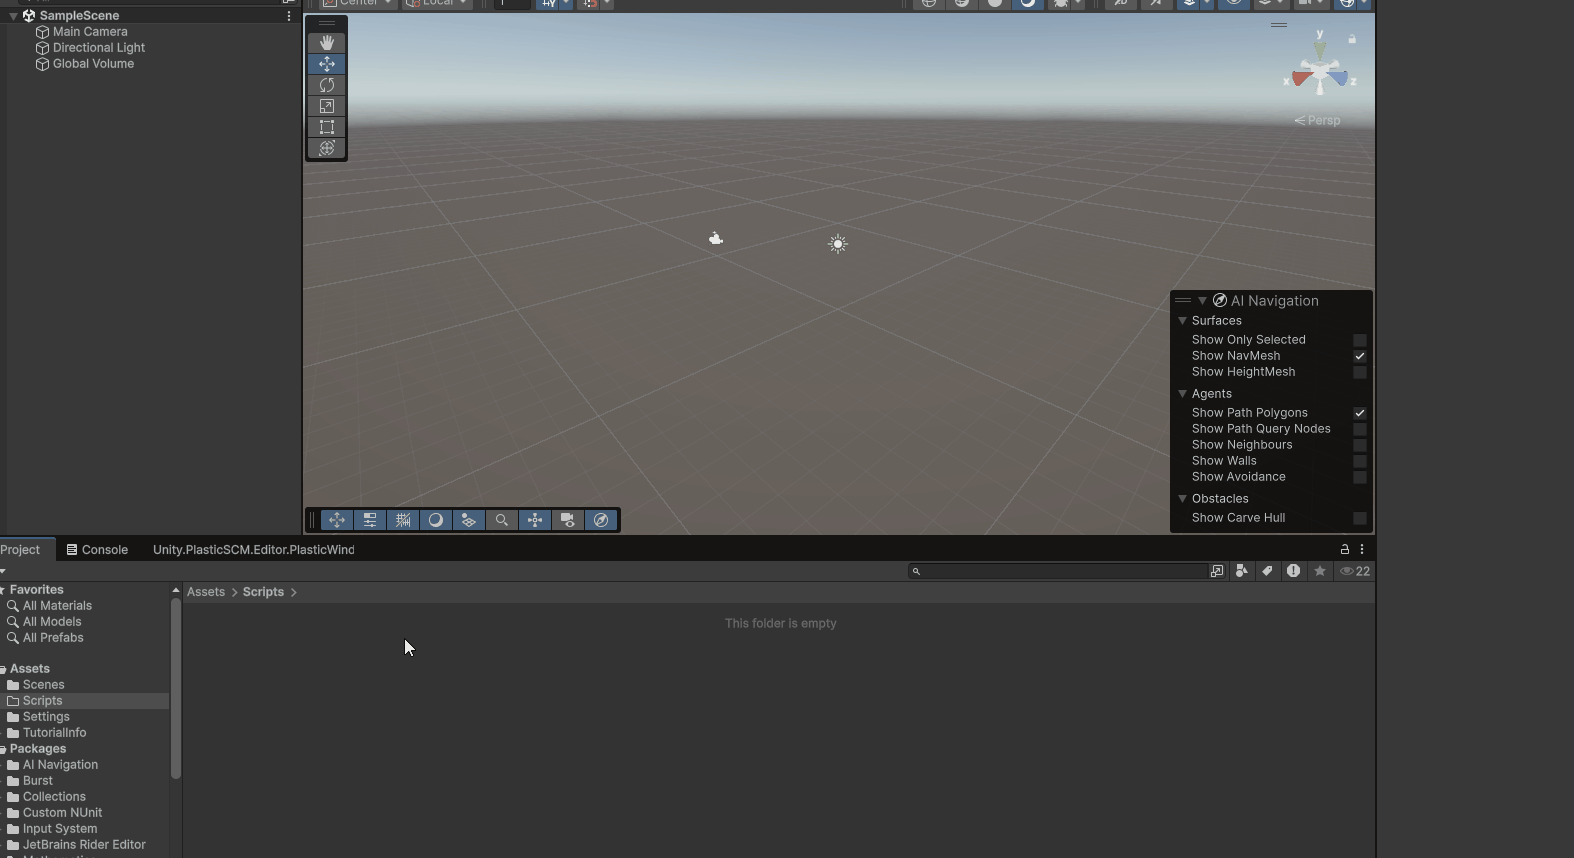 Center
Local
1
SampleScene
Main Camera
Directional Light
Global Volume
y
x
z
Persp
AI Navigation
Surfaces
Show Only Selected
Show NavMesh
Show HeightMesh
Agents
Show Path Polygons
Show Path Query Nodes
Show Neighbours
Show Walls
Show Avoidance
Obstacles
Show Carve Hull
Project
Console
Unity.PlasticSCM.Editor.PlasticWind
22
Favorites
All Materials
All Models
All Prefabs
Assets
Scenes
Scripts
Settings
TutorialInfo
Packages
AI Navigation
Burst
Collections
Custom NUnit
Input System
JetBrains Rider Editor
Assets > Scripts >
This folder is empty